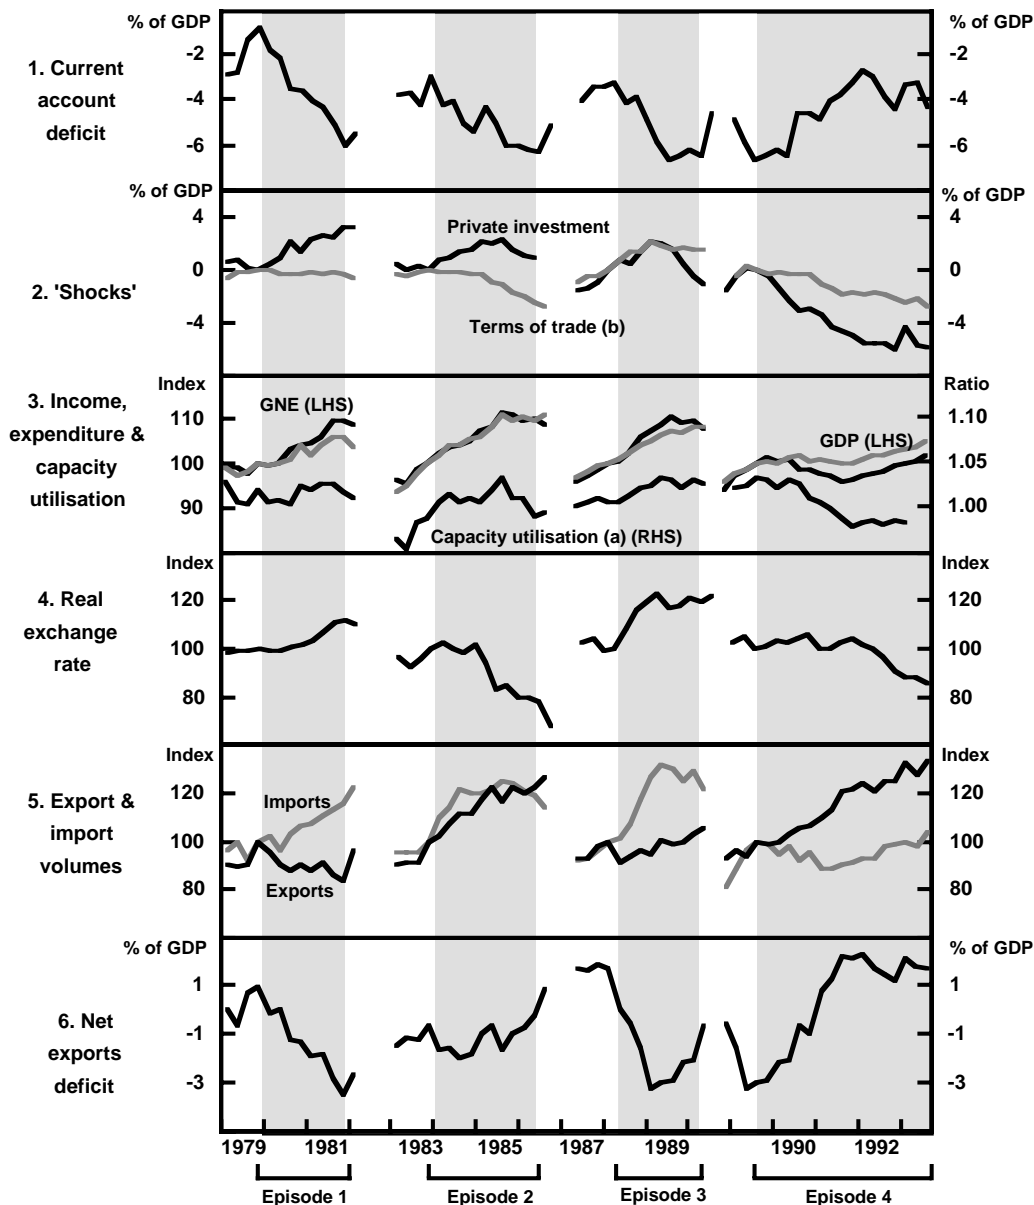 % of GDP
% of GDP
-2
-2
1. Current
account
deficit
-4
-4
-6
-6
% of GDP
% of GDP
4
4
Private investment
0
0
2. 'Shocks'
Terms of trade (b)
-4
-4
Index
Ratio
3. Income,
expenditure &
capacity
utilisation
GNE (LHS)
110
1.10
GDP (LHS)
100
1.05
90
1.00
Capacity utilisation (a) (RHS)
Index
Index
4. Real
exchange
rate
120
120
100
100
80
80
Index
Index
5. Export &
import
volumes
120
120
Imports
100
100
Exports
80
80
% of GDP
% of GDP
1
1
6. Net
exports
deficit
-1
-1
-3
-3
1979 1981 1983 1985 1987 1989 1990 1992
Episode 1 Episode 2 Episode 3 Episode 4